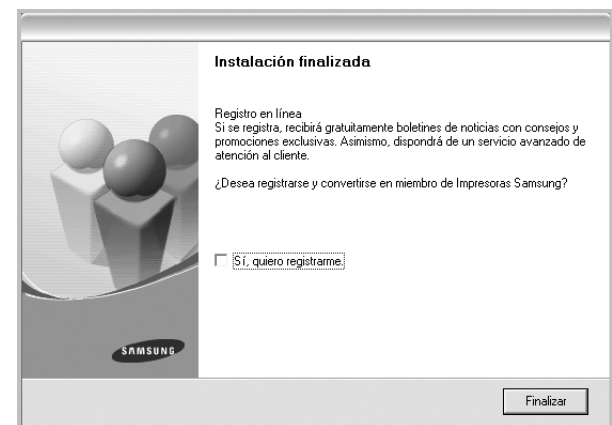 Instalación finalizada
Registro en línea
Si se registra, recibirá gratuitamente boletines de noticias con consejos y
promociones exclusivas. Asimismo, dispondrá de un servicio avanzado de
atención al cliente.
¿Desea registrarse y convertirse en miembro de Impresoras Samsung?
Sí, quiero registrarme.
SAMSUNG
Finalizar